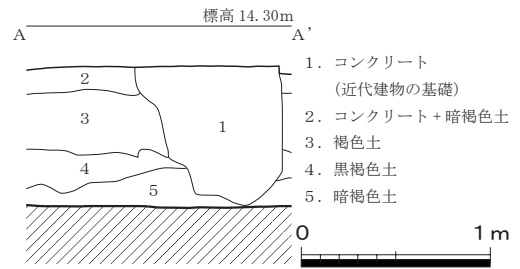 標高 14.30m
A A’
1．コンクリート
（近代建物の基礎）
2．コンクリート+暗褐色土
3．褐色土
4．黒褐色土
5．暗褐色土
2
3
1
4
5
0 1 m